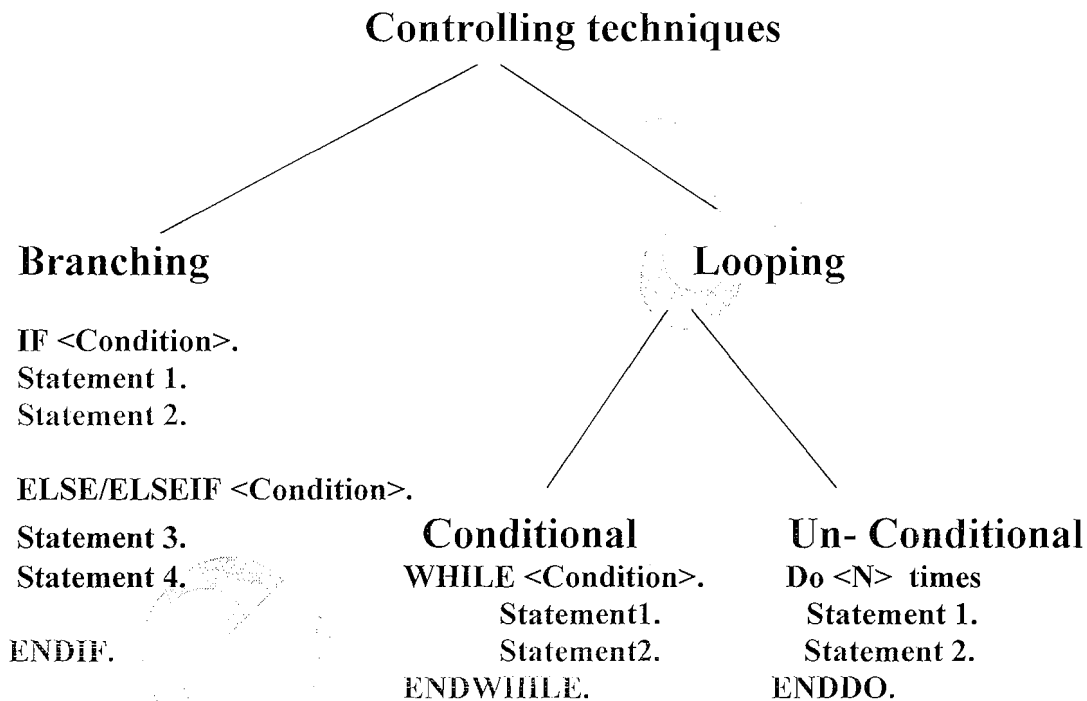 Controlling techniques
Branching
IF <Condition>.
Statement 1.
Statement 2.
ELSE/ELSEIF <Condition>.
Statement 3.
Statement 4.
ENDIF.
Looping
Conditional
WHILE <Condition>.
Statement1.
Statement2.
ENDWHILE.
Un- Conditional
Do <N> times
Statement 1.
Statement 2.
ENDDO.